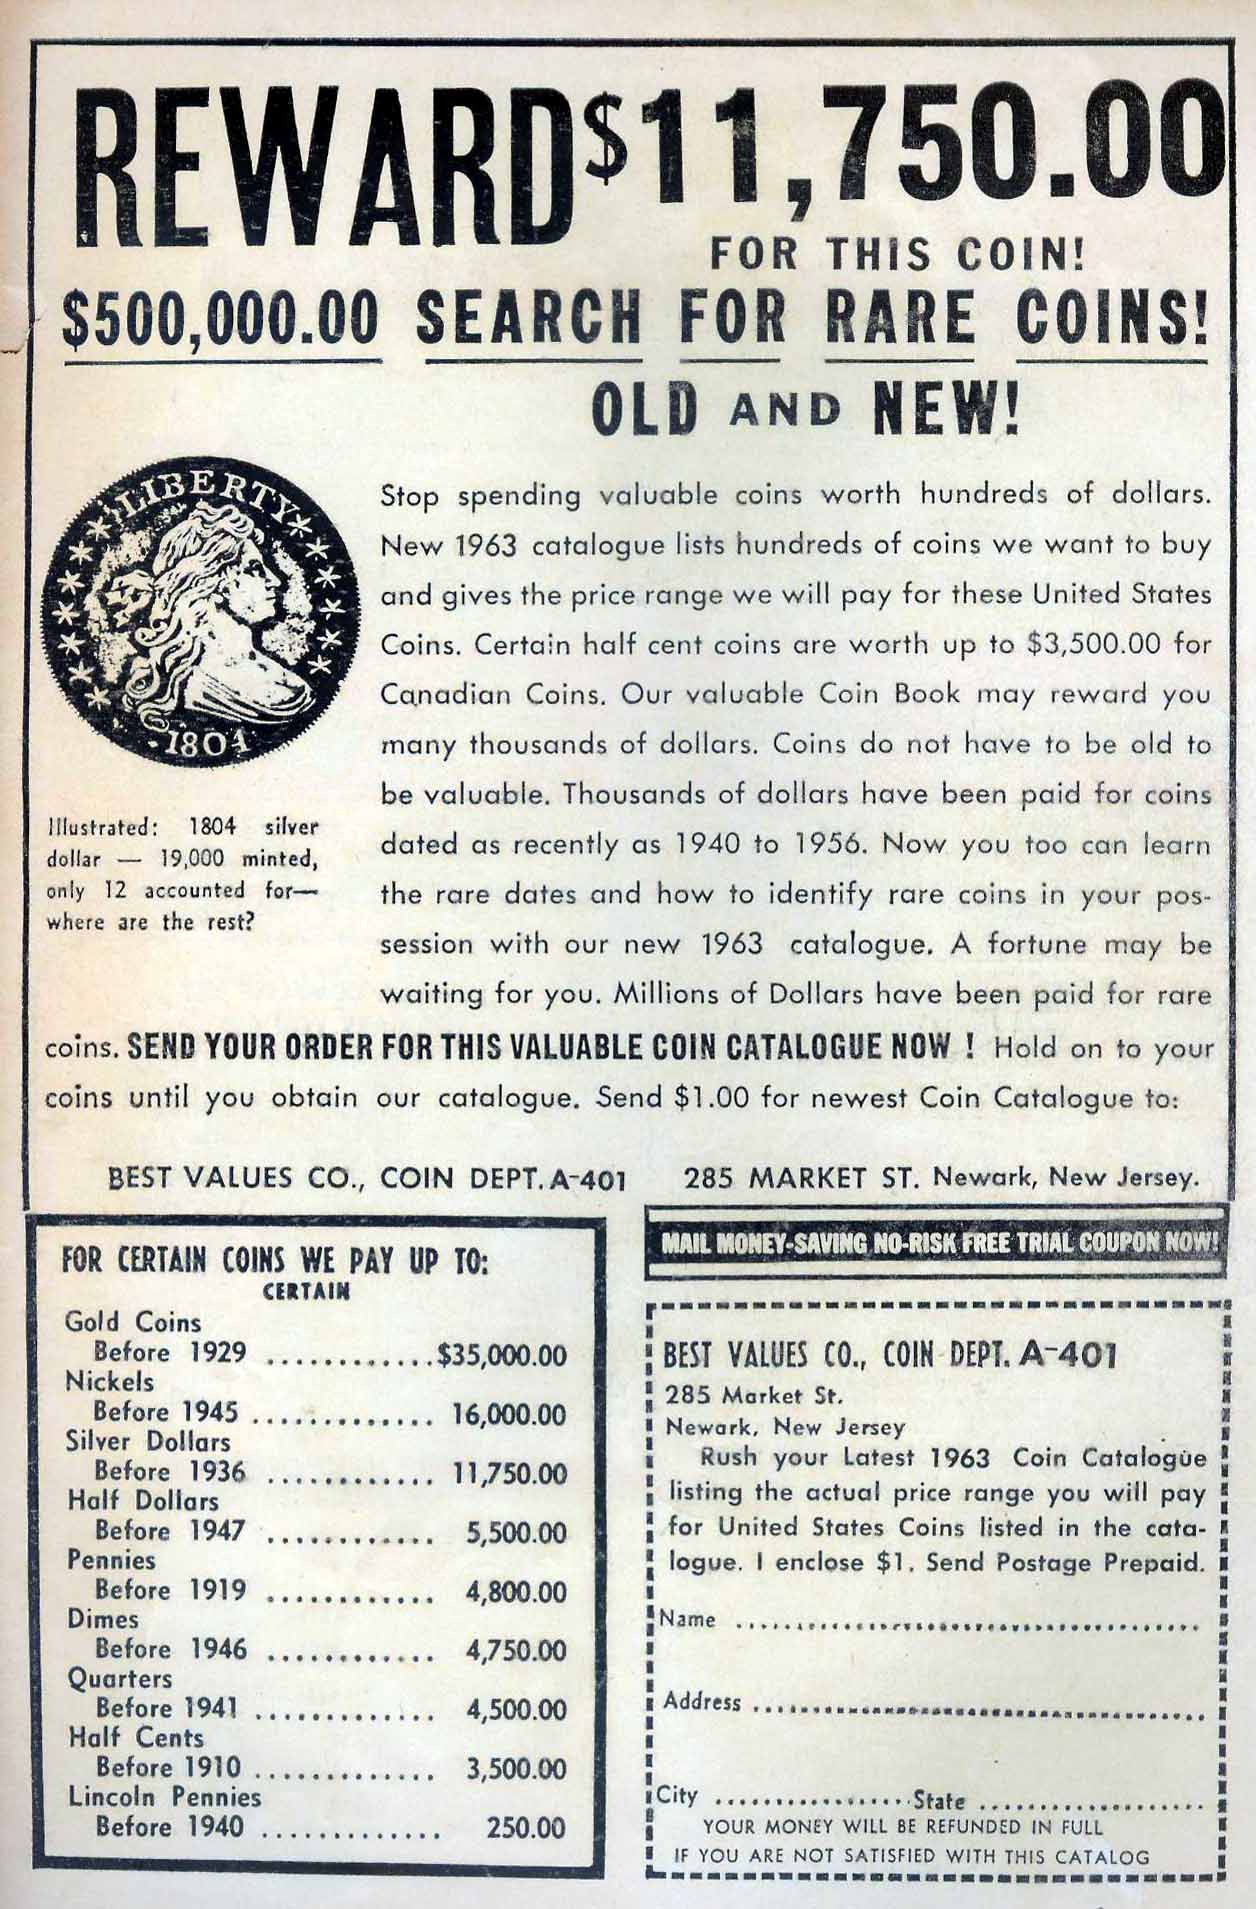 REWARD $11,750.00
FOR THIS COIN!
$500,000.00 SEARCH FOR RARE COINS!
OLD AND NEW!
LIBERTY
1804
Illustrated: 1804 silver
dollar — 19,000 minted,
only 12 accounted for—
where are the rest?
Stop spending valuable coins worth hundreds of dollars.
New 1963 catalogue lists hundreds of coins we want to buy
and gives the price range we will pay for these United States
Coins. Certain half cent coins are worth up to $3,500.00 for
Canadian Coins. Our valuable Coin Book may reward you
many thousands of dollars. Coins do not have to be old to
be valuable. Thousands of dollars have been paid for coins
dated as recently as 1940 to 1956. Now you too can learn
the rare dates and how to identify rare coins in your pos-
session with our new 1963 catalogue. A fortune may be
waiting for you. Millions of Dollars have been paid for rare
coins. SEND YOUR ORDER FOR THIS VALUABLE COIN CATALOGUE NOW ! Hold on to your
coins until you obtain our catalogue. Send $1.00 for newest Coin Catalogue to:
BEST VALUES CO., COIN DEPT. A-401 285 MARKET ST. Newark, New Jersey.
FOR CERTAIN COINS WE PAY UP TO:
CERTAIN
Gold Coins
Before 1929 ............. $35,000.00
Nickels
Before 1945 ............. 16,000.00
Silver Dollars
Before 1936 ............ 11,750.00
Half Dollars
Before 1947 ............ 5,500.00
Pennies
Before 1919 ............ 4,800.00
Dimes
Before 1946 ............ 4,750.00
Quarters
Before 1941 ............. 4,500.00
Half Cents
Before 1910 ............. 3,500.00
Lincoln Pennies
Before 1940 ............. 250.00
MAIL MONEY-SAVING NO-RISK FREE TRIAL COUPON NOW!
BEST VALUES CO., COIN DEPT. A-401
285 Market St.
Newark, New Jersey
Rush your Latest 1963 Coin Catalogue
listing the actual price range you will pay
for United States Coins listed in the cata-
logue. I enclose $1. Send Postage Prepaid.
Name ........................................
Address ........................................
City ................. State ....................
YOUR MONEY WILL BE REFUNDED IN FULL
IF YOU ARE NOT SATISFIED WITH THIS CATALOG